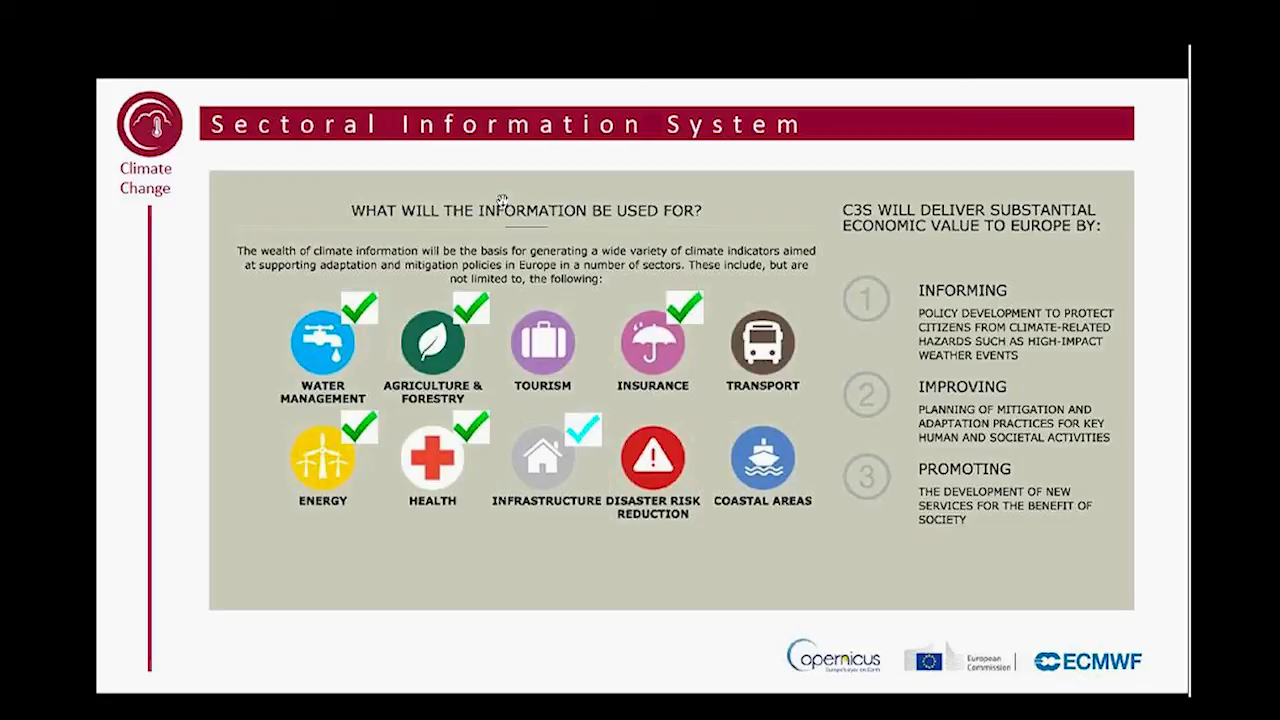 Sectoral Information System
Climate
Change
WHAT WILL THE INFORMATION BE USED FOR?
The wealth of climate information will be the basis for generating a wide variety of climate indicators aimed
at supporting adaptation and mitigation policies in Europe in a number of sectors. These include, but are
not limited to, the following:
WATER
MANAGEMENT
AGRICULTURE &
FORESTRY
TOURISM
INSURANCE
TRANSPORT
ENERGY
HEALTH
INFRASTRUCTURE
DISASTER RISK
REDUCTION
COASTAL AREAS
C3S WILL DELIVER SUBSTANTIAL
ECONOMIC VALUE TO EUROPE BY:
1
INFORMING
POLICY DEVELOPMENT TO PROTECT
CITIZENS FROM CLIMATE-RELATED
HAZARDS SUCH AS HIGH-IMPACT
WEATHER EVENTS
2
IMPROVING
PLANNING OF MITIGATION AND
ADAPTATION PRACTICES FOR KEY
HUMAN AND SOCIETAL ACTIVITIES
3
PROMOTING
THE DEVELOPMENT OF NEW
SERVICES FOR THE BENEFIT OF
SOCIETY
Copernicus
Europe's eyes on Earth
European
Commission
ECMWF